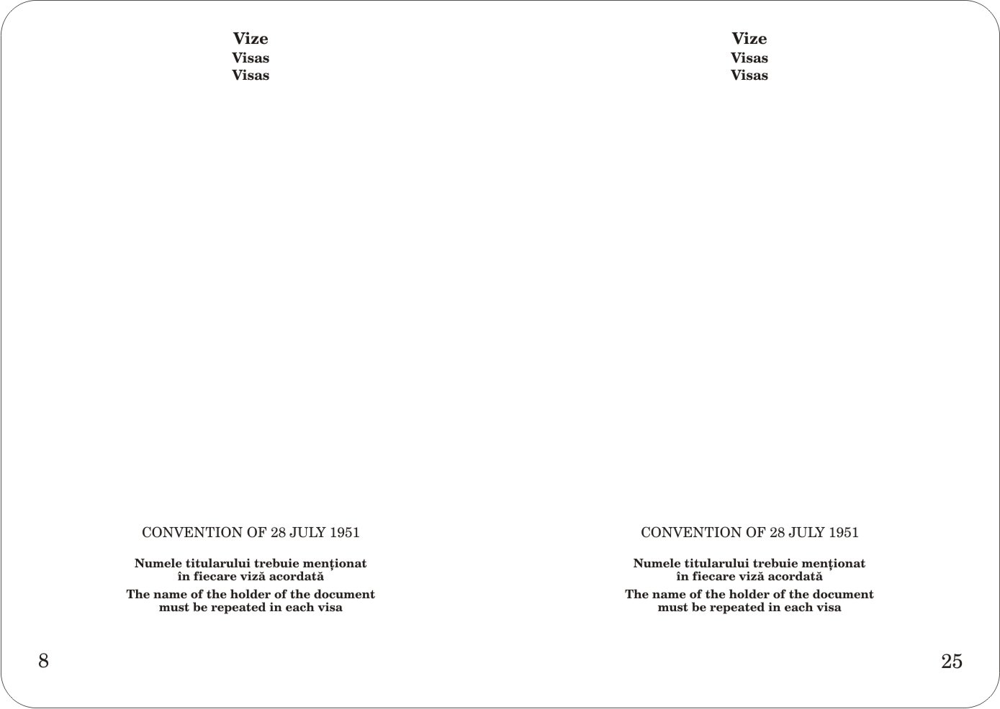 Vize
Visas
Visas
CONVENTION OF 28 JULY 1951
Numele titularului trebuie menționat
în fiecare viză acordată
The name of the holder of the document
must be repeated in each visa
8
Vize
Visas
Visas
CONVENTION OF 28 JULY 1951
Numele titularului trebuie menționat
în fiecare viză acordată
The name of the holder of the document
must be repeated in each visa
25